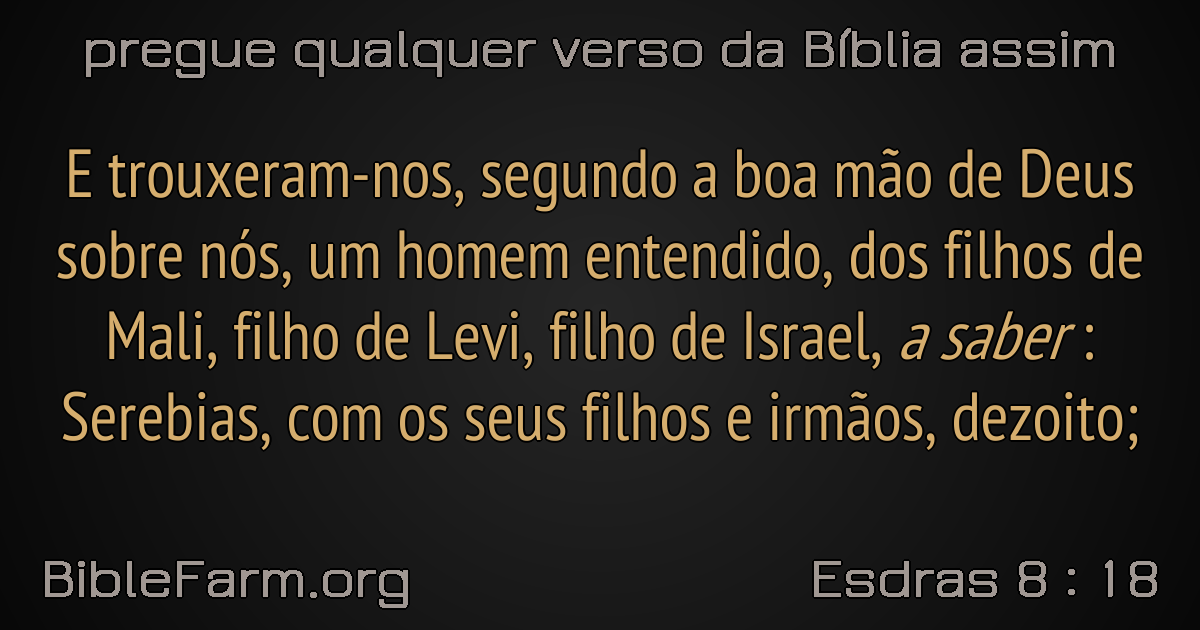 pregue qualquer verso da Bíblia assim
E trouxeram-nos, segundo a boa mão de Deus
sobre nós, um homem entendido, dos filhos de
Mali, filho de Levi, filho de Israel, a saber :
Serebias, com os seus filhos e irmãos, dezoito;
BibleFarm.org
Esdras 8 : 18